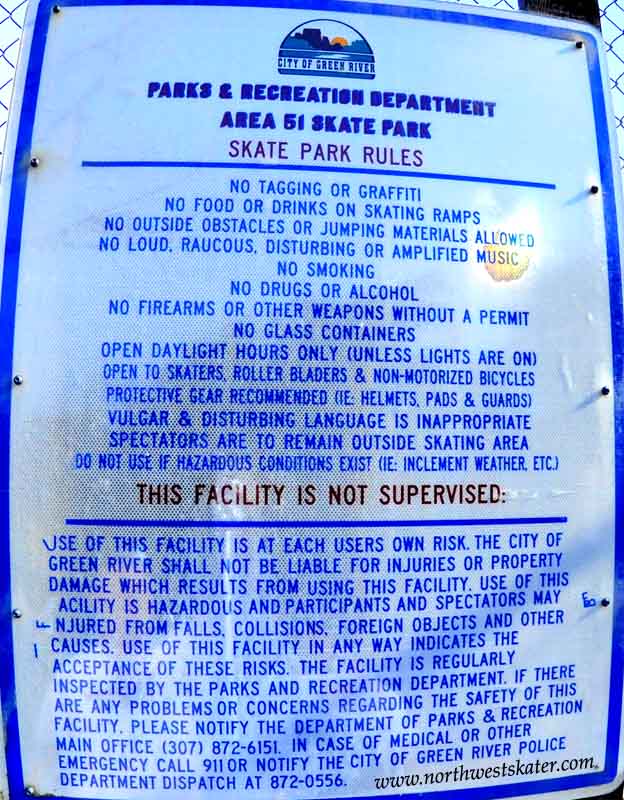 CITY OF GREEN RIVER
PARKS & RECREATION DEPARTMENT
AREA 51 SKATE PARK
SKATE PARK RULES
NO TAGGING OR GRAFFITI
NO FOOD OR DRINKS ON SKATING RAMPS
NO OUTSIDE OBSTACLES OR JUMPING MATERIALS ALLOWED
NO LOUD, RAUCOUS, DISTURBING OR AMPLIFIED MUSIC
NO SMOKING
NO DRUGS OR ALCOHOL
NO FIREARMS OR OTHER WEAPONS WITHOUT A PERMIT
NO GLASS CONTAINERS
OPEN DAYLIGHT HOURS ONLY (UNLESS LIGHTS ARE ON)
OPEN TO SKATERS, ROLLER BLADERS & NON-MOTORIZED BICYCLES
PROTECTIVE GEAR RECOMMENDED (IE: HELMETS, PADS & GUARDS)
VULGAR & DISTURBING LANGUAGE IS INAPPROPRIATE
SPECTATORS ARE TO REMAIN OUTSIDE SKATING AREA
DO NOT USE IF HAZARDOUS CONDITIONS EXIST (IE: INCLEMENT WEATHER, ETC.)
THIS FACILITY IS NOT SUPERVISED:
USE OF THIS FACILITY IS AT EACH USERS OWN RISK. THE CITY OF
GREEN RIVER SHALL NOT BE LIABLE FOR INJURIES OR PROPERTY
DAMAGE WHICH RESULTS FROM USING THIS FACILITY. USE OF THIS
F ACILITY IS HAZARDOUS AND PARTICIPANTS AND SPECTATORS MAY B
I NJURED FROM FALLS, COLLISIONS, FOREIGN OBJECTS AND OTHER
CAUSES. USE OF THIS FACILITY IN ANY WAY INDICATES THE
ACCEPTANCE OF THESE RISKS. THE FACILITY IS REGULARLY
INSPECTED BY THE PARKS AND RECREATION DEPARTMENT. IF THERE
ARE ANY PROBLEMS OR CONCERNS REGARDING THE SAFETY OF THIS
FACILITY, PLEASE NOTIFY THE DEPARTMENT OF PARKS & RECREATION
MAIN OFFICE (307) 872-6151. IN CASE OF MEDICAL OR OTHER
EMERGENCY CALL 911 OR NOTIFY THE CITY OF GREEN RIVER POLICE
DEPARTMENT DISPATCH AT 872-0556.
www.northwestskater.com